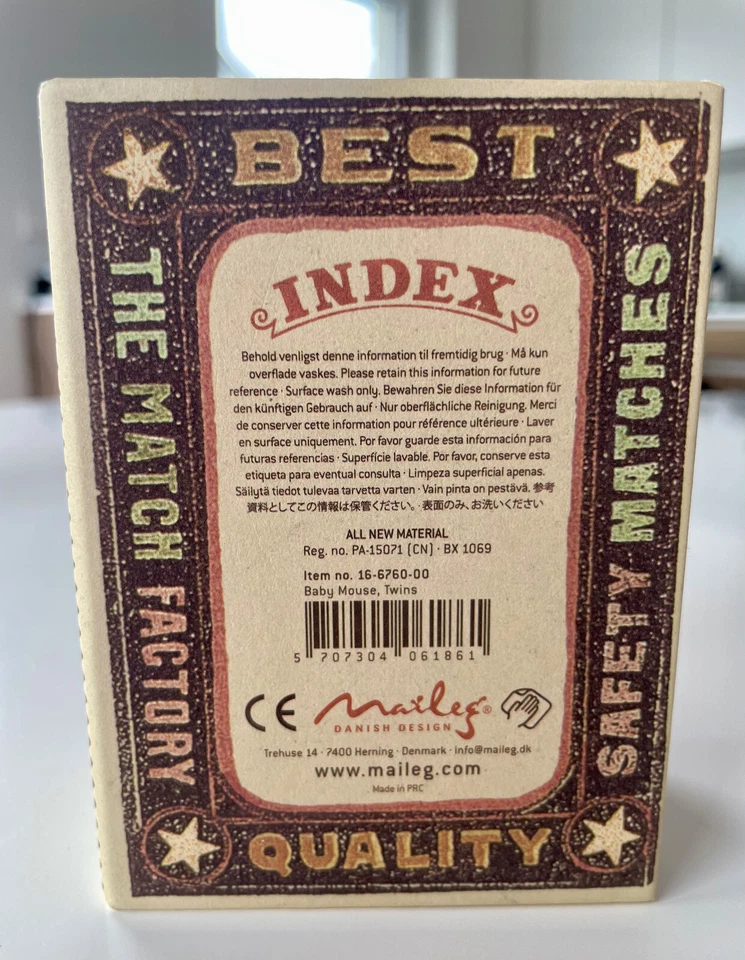 BEST
THE MATCH FACTORY
SAFETY MATCHES
INDEX
Behold venligst denne information til fremtidig brug · Må kun
overflade vaskes. Please retain this information for future
reference · Surface wash only. Bewahren Sie diese Information für
den künftigen Gebrauch auf · Nur oberflächliche Reinigung. Merci
de conserver cette information pour référence ultérieure · Laver
en surface uniquement. Por favor guarde esta información para
futuras referencias · Superfície lavable. Por favor, conserve esta
etiqueta para eventual consulta · Limpeza superficial apenas.
Säilytä tiedot tulevaa tarvetta varten · Vain pinta on pestävä. 参考
資料としてこの情報は保管ください。· 表面のみ、お洗いください
ALL NEW MATERIAL
Reg. no. PA-15071 (CN) · BX 1069
Item no. 16-6760-00
Baby Mouse, Twins
5 707304 061861
CE Maileg®
DANISH DESIGN
Trehuse 14 · 7400 Herning · Denmark · info@maileg.dk
www.maileg.com
Made in PRC
QUALITY